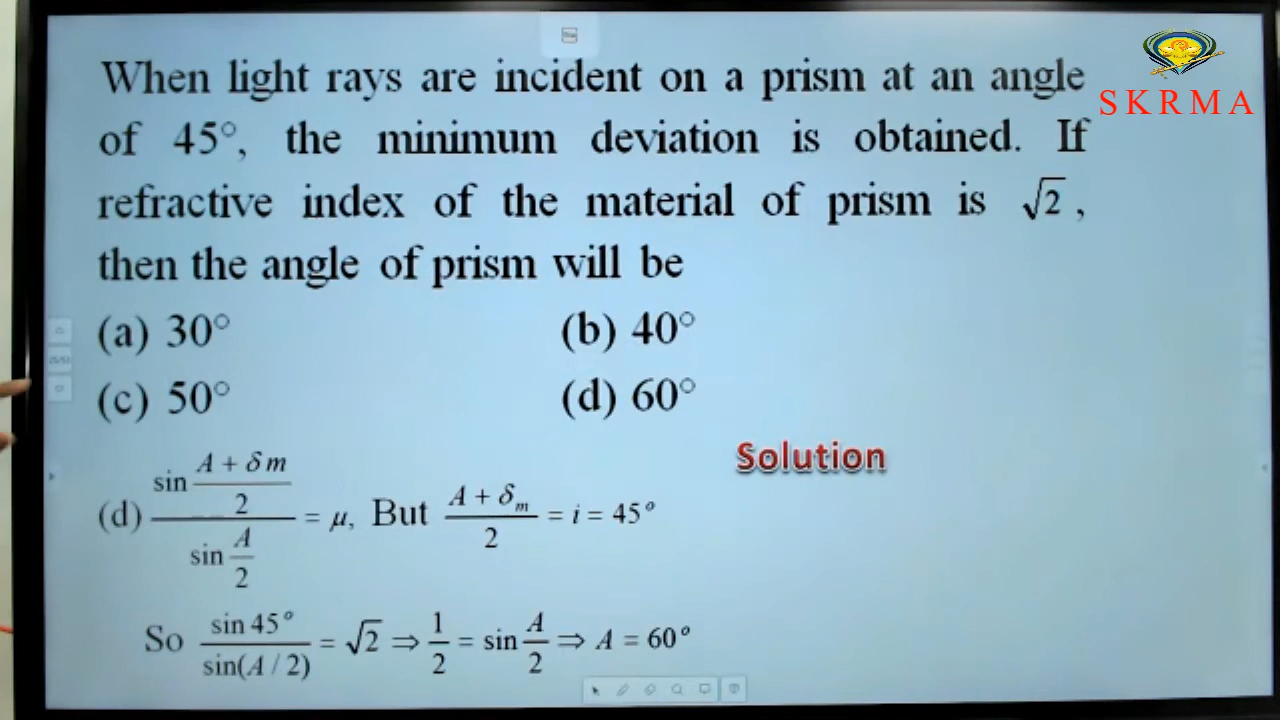 When light rays are incident on a prism at an angle
SKRMA
of 45°, the minimum deviation is obtained. If
refractive index of the material of prism is √2,
then the angle of prism will be
(a) 30° (b) 40°
(c) 50° (d) 60°
Solution
(d) sin (A + δm)/2 / sin A/2 = μ, But (A + δₘ)/2 = i = 45°
So sin 45° / sin(A / 2) = √2 ⇒ 1/2 = sin A/2 ⇒ A = 60°